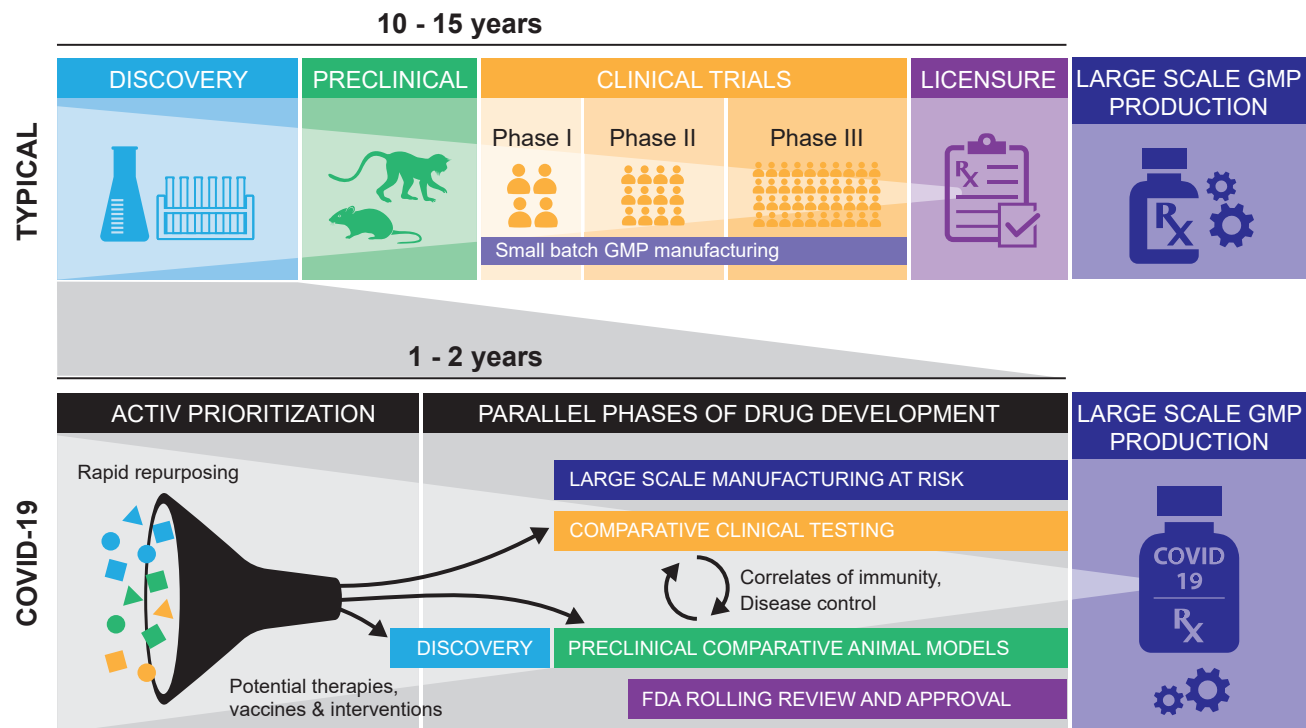 10 - 15 years
TYPICAL
DISCOVERY
PRECLINICAL
CLINICAL TRIALS
LICENSURE
LARGE SCALE GMP
PRODUCTION
Phase I
Phase II
Phase III
Rx
Rx
Small batch GMP manufacturing
1 - 2 years
COVID-19
ACTIV PRIORITIZATION
PARALLEL PHASES OF DRUG DEVELOPMENT
LARGE SCALE GMP
PRODUCTION
Rapid repurposing
LARGE SCALE MANUFACTURING AT RISK
COMPARATIVE CLINICAL TESTING
Correlates of immunity,
Disease control
DISCOVERY
PRECLINICAL COMPARATIVE ANIMAL MODELS
Potential therapies,
vaccines & interventions
FDA ROLLING REVIEW AND APPROVAL
COVID
19
Rx